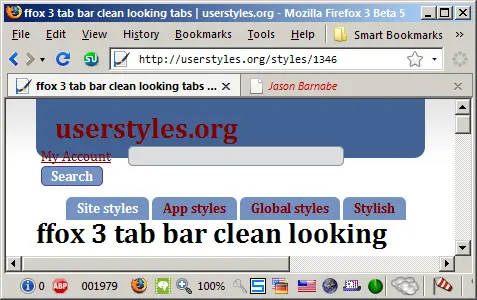 ffox 3 tab bar clean looking tabs | userstyles.org - Mozilla Firefox 3 Beta 5
File Edit View History Bookmarks Tools Help Smart Bookmarks »
http://userstyles.org/styles/1346
ffox 3 tab bar clean looking tabs ... Jason Barnabe
userstyles.org
My Account
Search
Site styles App styles Global styles Stylish
ffox 3 tab bar clean looking
0 ABP 001979 100% S